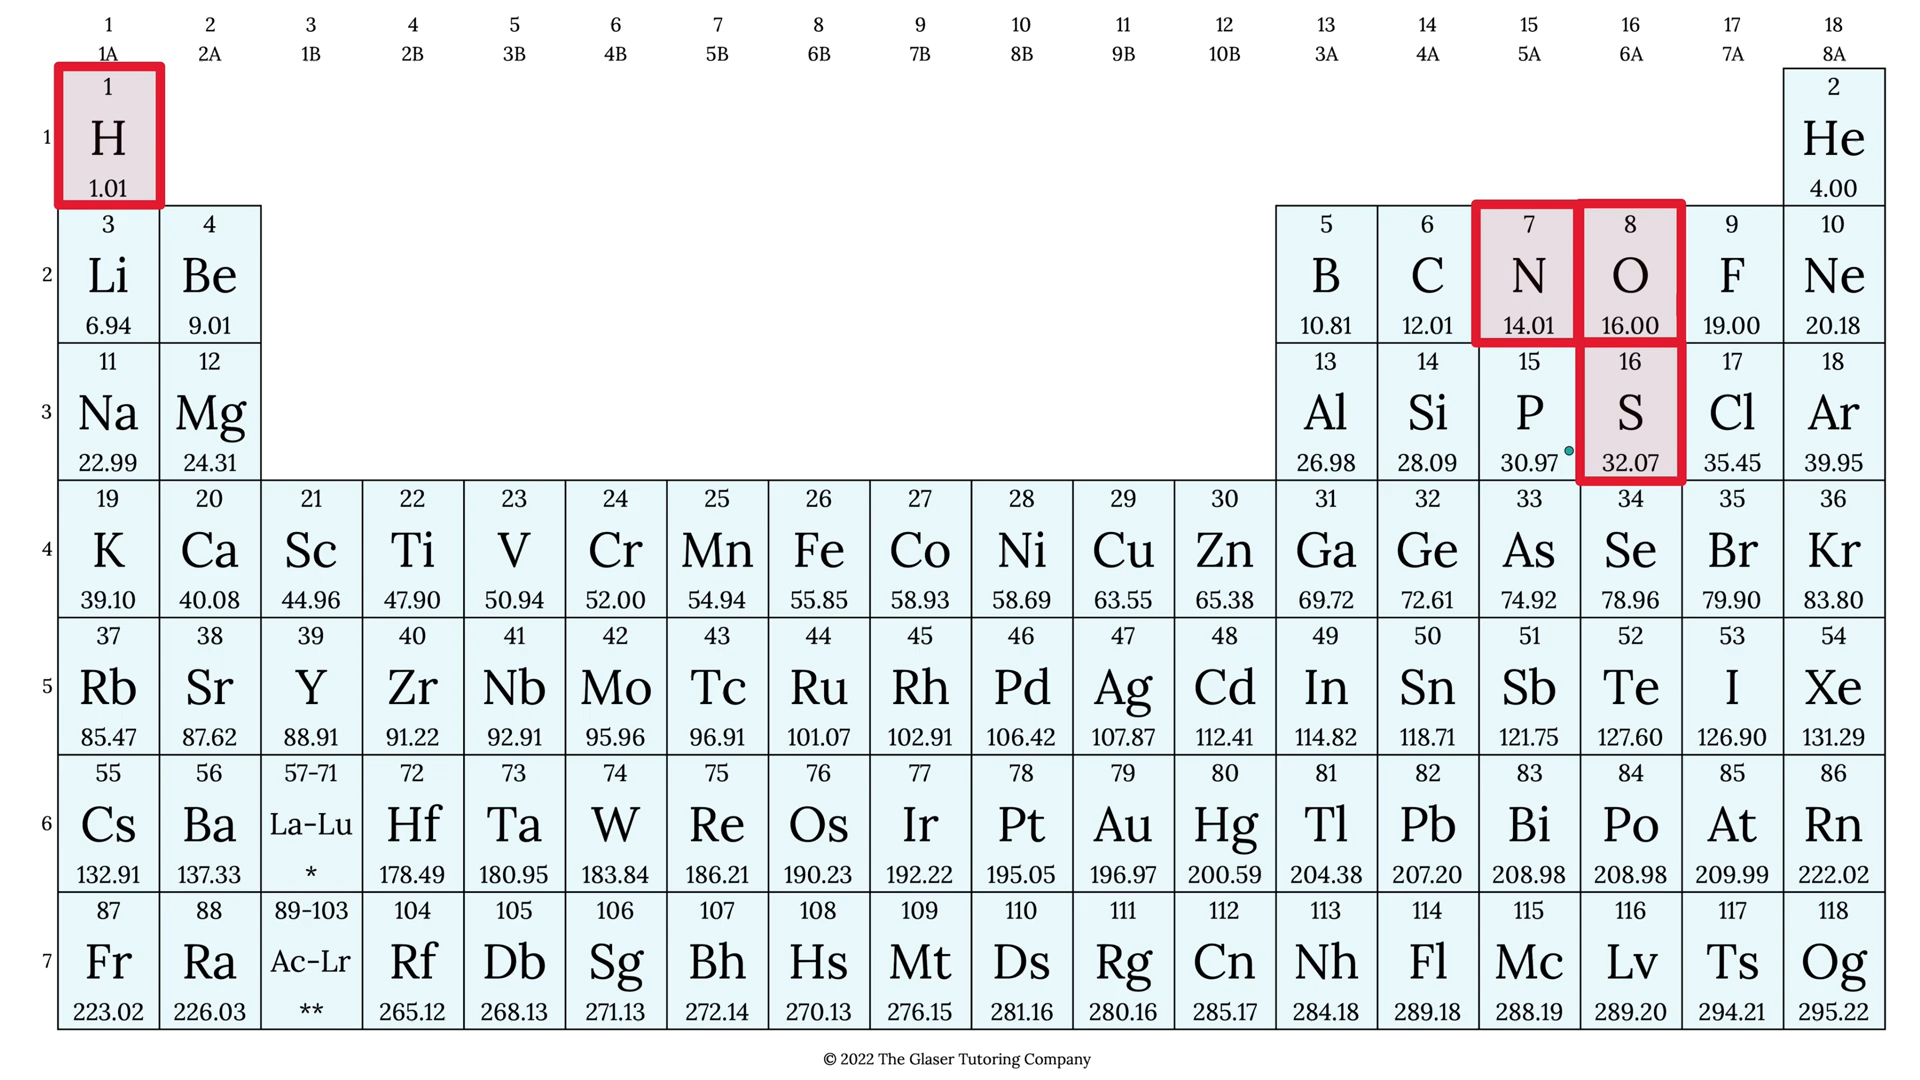 1 2 3 4 5 6 7 8 9 10 11 12 13 14 15 16 17 18
1A 2A 1B 2B 3B 4B 5B 6B 7B 8B 9B 10B 3A 4A 5A 6A 7A 8A
1 2
1 H He
1.01 4.00
3 4 5 6 7 8 9 10
2 Li Be B C N O F Ne
6.94 9.01 10.81 12.01 14.01 16.00 19.00 20.18
11 12 13 14 15 16 17 18
3 Na Mg Al Si P S Cl Ar
22.99 24.31 26.98 28.09 30.97 32.07 35.45 39.95
19 20 21 22 23 24 25 26 27 28 29 30 31 32 33 34 35 36
4 K Ca Sc Ti V Cr Mn Fe Co Ni Cu Zn Ga Ge As Se Br Kr
39.10 40.08 44.96 47.90 50.94 52.00 54.94 55.85 58.93 58.69 63.55 65.38 69.72 72.61 74.92 78.96 79.90 83.80
37 38 39 40 41 42 43 44 45 46 47 48 49 50 51 52 53 54
5 Rb Sr Y Zr Nb Mo Tc Ru Rh Pd Ag Cd In Sn Sb Te I Xe
85.47 87.62 88.91 91.22 92.91 95.96 96.91 101.07 102.91 106.42 107.87 112.41 114.82 118.71 121.75 127.60 126.90 131.29
55 56 57-71 72 73 74 75 76 77 78 79 80 81 82 83 84 85 86
6 Cs Ba La-Lu Hf Ta W Re Os Ir Pt Au Hg Tl Pb Bi Po At Rn
132.91 137.33 * 178.49 180.95 183.84 186.21 190.23 192.22 195.05 196.97 200.59 204.38 207.20 208.98 208.98 209.99 222.02
87 88 89-103 104 105 106 107 108 109 110 111 112 113 114 115 116 117 118
7 Fr Ra Ac-Lr Rf Db Sg Bh Hs Mt Ds Rg Cn Nh Fl Mc Lv Ts Og
223.02 226.03 ** 265.12 268.13 271.13 272.14 270.13 276.15 281.16 280.16 285.17 284.18 289.18 288.19 289.20 294.21 295.22
© 2022 The Glaser Tutoring Company